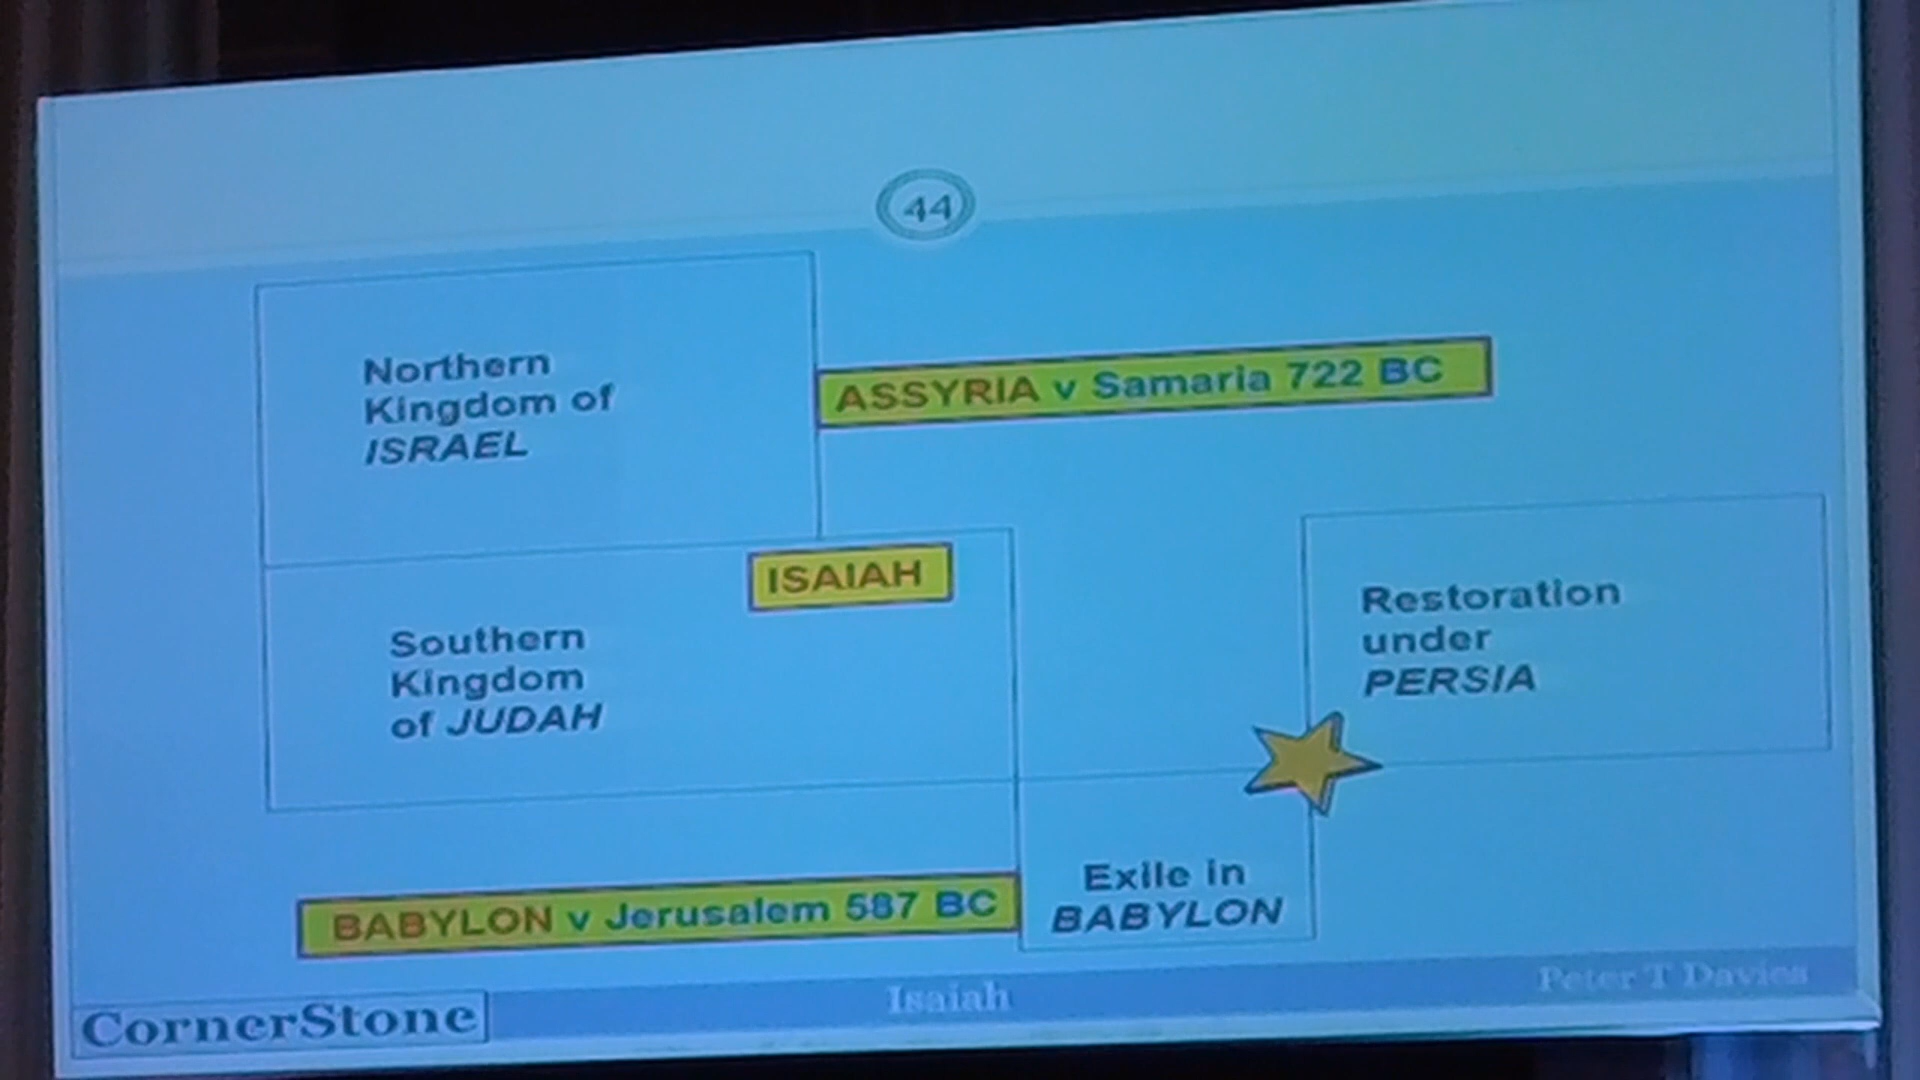 44
Northern
Kingdom of
ISRAEL
ASSYRIA v Samaria 722 BC
ISAIAH
Southern
Kingdom
of JUDAH
Restoration
under
PERSIA
BABYLON v Jerusalem 587 BC
Exile in
BABYLON
CornerStone
Isaiah
Peter T Davies